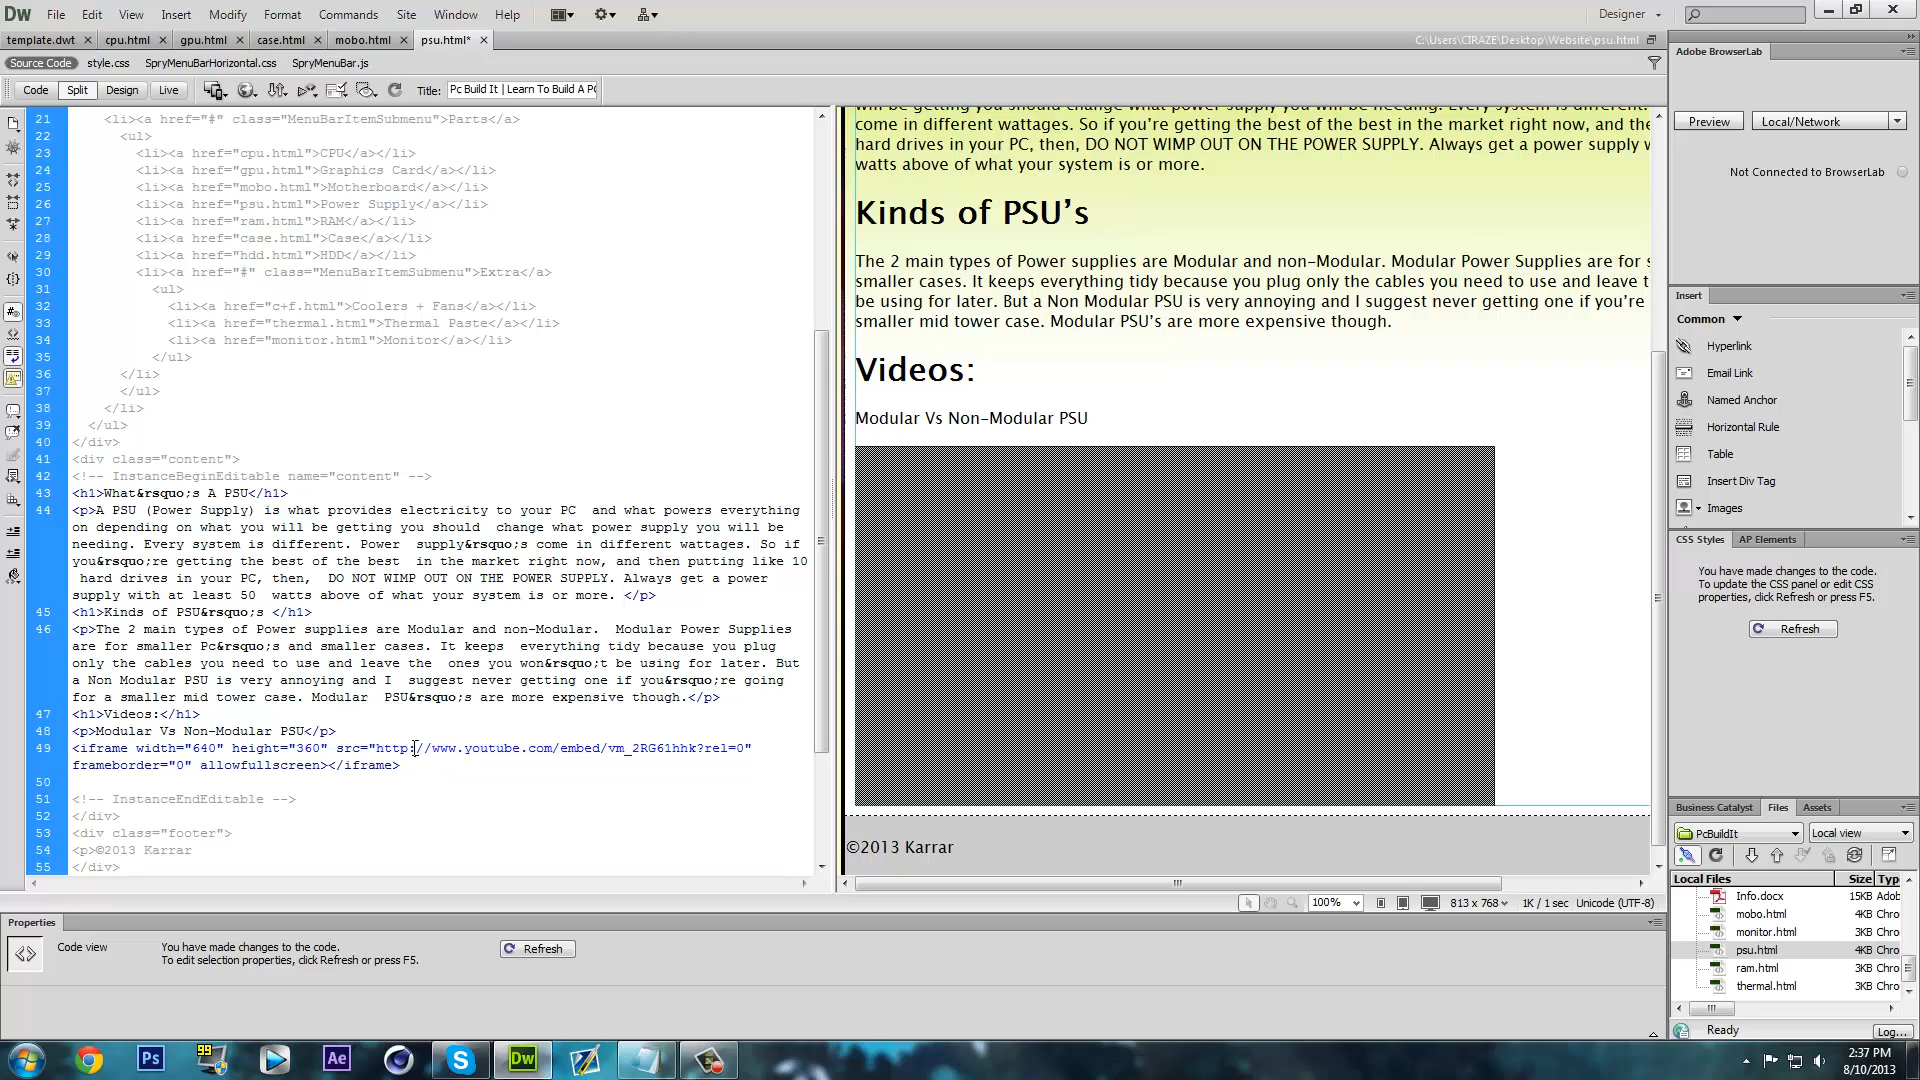 Dw File Edit View Insert Modify Format Commands Site Window Help Designer
template.dwt cpu.html gpu.html case.html mobo.html psu.html* C:\Users\CIRAZE\Desktop\Website\psu.html
Source Code style.css SpryMenuBarHorizontal.css SpryMenuBar.js
Code Split Design Live Title: Pc Build It | Learn To Build A PC
21 <li><a href="#" class="MenuBarItemSubmenu">Parts</a>
22 <ul>
23 <li><a href="cpu.html">CPU</a></li>
24 <li><a href="gpu.html">Graphics Card</a></li>
25 <li><a href="mobo.html">Motherboard</a></li>
26 <li><a href="psu.html">Power Supply</a></li>
27 <li><a href="ram.html">RAM</a></li>
28 <li><a href="case.html">Case</a></li>
29 <li><a href="hdd.html">HDD</a></li>
30 <li><a href="#" class="MenuBarItemSubmenu">Extra</a>
31 <ul>
32 <li><a href="c+f.html">Coolers + Fans</a></li>
33 <li><a href="thermal.html">Thermal Paste</a></li>
34 <li><a href="monitor.html">Monitor</a></li>
35 </ul>
36 </li>
37 </ul>
38 </li>
39 </ul>
40 </div>
41 <div class="content">
42 <!-- InstanceBeginEditable name="content" -->
43 <h1>What&rsquo;s A PSU</h1>
44 <p>A PSU (Power Supply) is what provides electricity to your PC and what powers everything
on depending on what you will be getting you should change what power supply you will be
needing. Every system is different. Power supply&rsquo;s come in different wattages. So if
you&rsquo;re getting the best of the best in the market right now, and then putting like 10
hard drives in your PC, then, DO NOT WIMP OUT ON THE POWER SUPPLY. Always get a power
supply with at least 50 watts above of what your system is or more. </p>
45 <h1>Kinds of PSU&rsquo;s </h1>
46 <p>The 2 main types of Power supplies are Modular and non-Modular. Modular Power Supplies
are for smaller Pc&rsquo;s and smaller cases. It keeps everything tidy because you plug
only the cables you need to use and leave the ones you won&rsquo;t be using for later. But
a Non Modular PSU is very annoying and I suggest never getting one if you&rsquo;re going
for a smaller mid tower case. Modular PSU&rsquo;s are more expensive though.</p>
47 <h1>Videos:</h1>
48 <p>Modular Vs Non-Modular PSU</p>
49 <iframe width="640" height="360" src="http://www.youtube.com/embed/vm_2RG61hhk?rel=0"
frameborder="0" allowfullscreen></iframe>
50
51 <!-- InstanceEndEditable -->
52 </div>
53 <div class="footer">
54 <p>©2013 Karrar
55 </div>
will be getting you should change what power supply you will be needing. Every system is different.
come in different wattages. So if you're getting the best of the best in the market right now, and the
hard drives in your PC, then, DO NOT WIMP OUT ON THE POWER SUPPLY. Always get a power supply w
watts above of what your system is or more.
Kinds of PSU’s
The 2 main types of Power supplies are Modular and non-Modular. Modular Power Supplies are for s
smaller cases. It keeps everything tidy because you plug only the cables you need to use and leave t
be using for later. But a Non Modular PSU is very annoying and I suggest never getting one if you’re
smaller mid tower case. Modular PSU’s are more expensive though.
Videos:
Modular Vs Non-Modular PSU
©2013 Karrar
100% 813 x 768 1K / 1 sec Unicode (UTF-8)
Properties
Code view
You have made changes to the code.
To edit selection properties, click Refresh or press F5.
Refresh
Adobe BrowserLab
Preview Local/Network
Not Connected to BrowserLab
Insert
Common
Hyperlink
Email Link
Named Anchor
Horizontal Rule
Table
Insert Div Tag
Images
CSS Styles AP Elements
You have made changes to the code.
To update the CSS panel or edit CSS
properties, click Refresh or press F5.
Refresh
Business Catalyst Files Assets
PcBuildIt Local view
Local Files Size Typ
Info.docx 15KB Adob
mobo.html 4KB Chro
monitor.html 3KB Chro
psu.html 4KB Chro
ram.html 3KB Chro
thermal.html 3KB Chro
Ready Log...
Ps 99 Ae S Dw
2:37 PM
8/10/2013